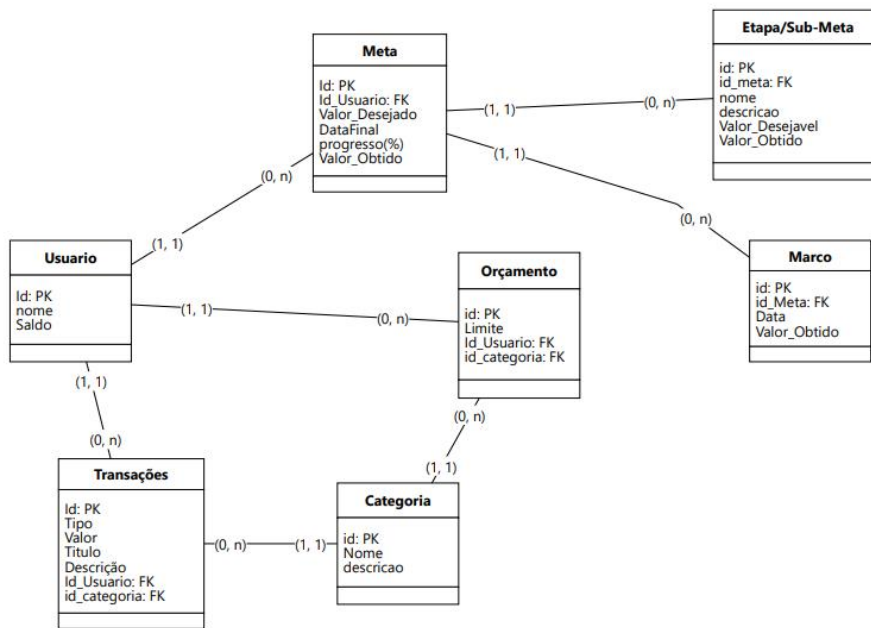 Meta
Id: PK
Id_Usuario: FK
Valor_Desejado
DataFinal
progresso(%)
Valor_Obtido
Etapa/Sub-Meta
id: PK
id_meta: FK
nome
descricao
Valor_Desejavel
Valor_Obtido
(1, 1)
(0, n)
(1, 1)
(0, n)
(0, n)
(1, 1)
Usuario
Id: PK
nome
Saldo
Orçamento
id: PK
Limite
Id_Usuario: FK
id_categoria: FK
Marco
id: PK
id_Meta: FK
Data
Valor_Obtido
(1, 1)
(0, n)
(1, 1)
(0, n)
(0, n)
(1, 1)
Transações
Id: PK
Tipo
Valor
Titulo
Descrição
Id_Usuario: FK
id_categoria: FK
(0, n)
(1, 1)
Categoria
id: PK
Nome
descricao